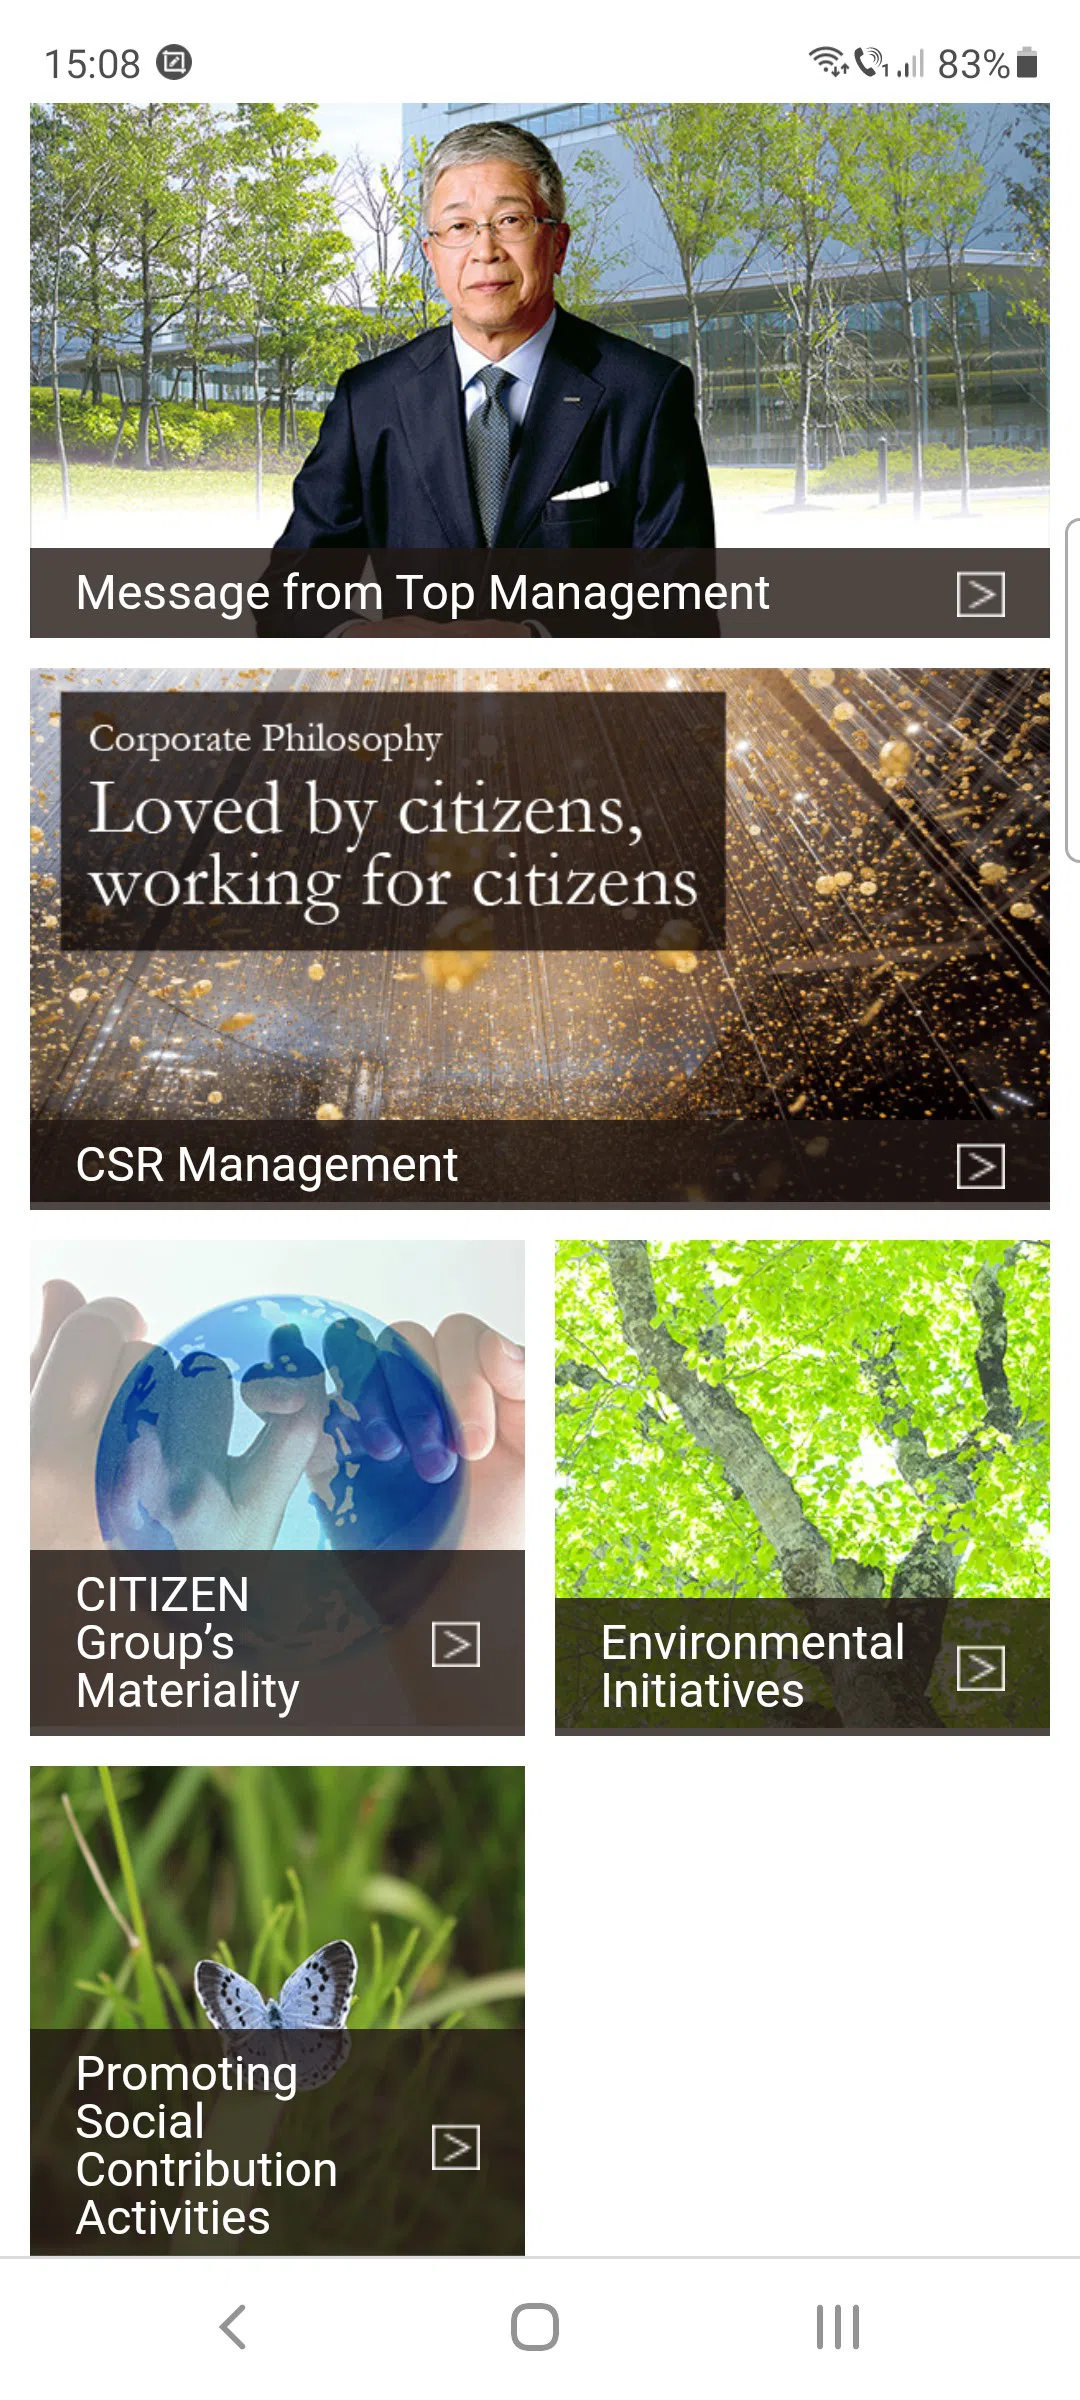 15:08
83%
Message from Top Management
Corporate Philosophy
Loved by citizens,
working for citizens
CSR Management
CITIZEN
Group’s
Materiality
Environmental
Initiatives
Promoting
Social
Contribution
Activities